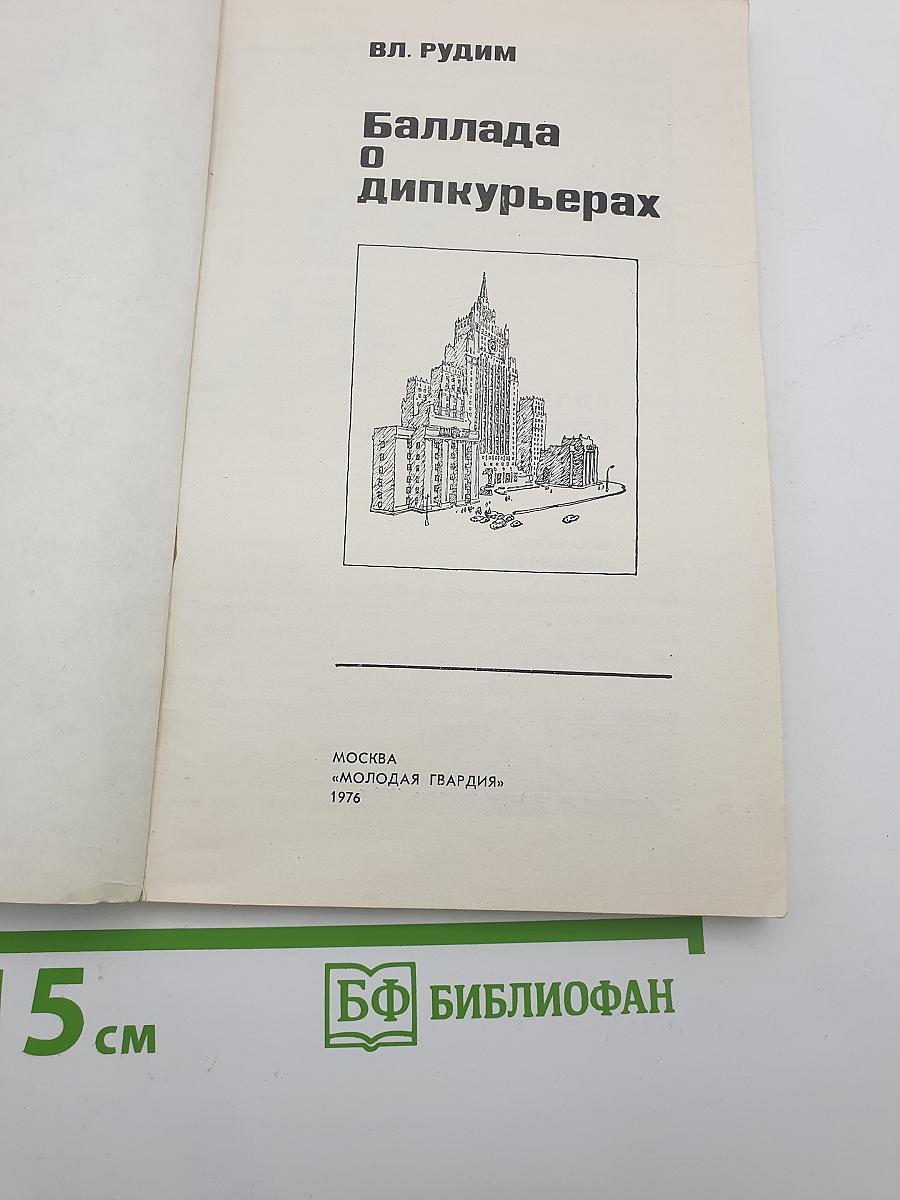 ВЛ. РУДИМ
Баллада
о
дипкурьерах
МОСКВА
«МОЛОДАЯ ГВАРДИЯ»
1976
15 см
БФ БИБЛИОФАН